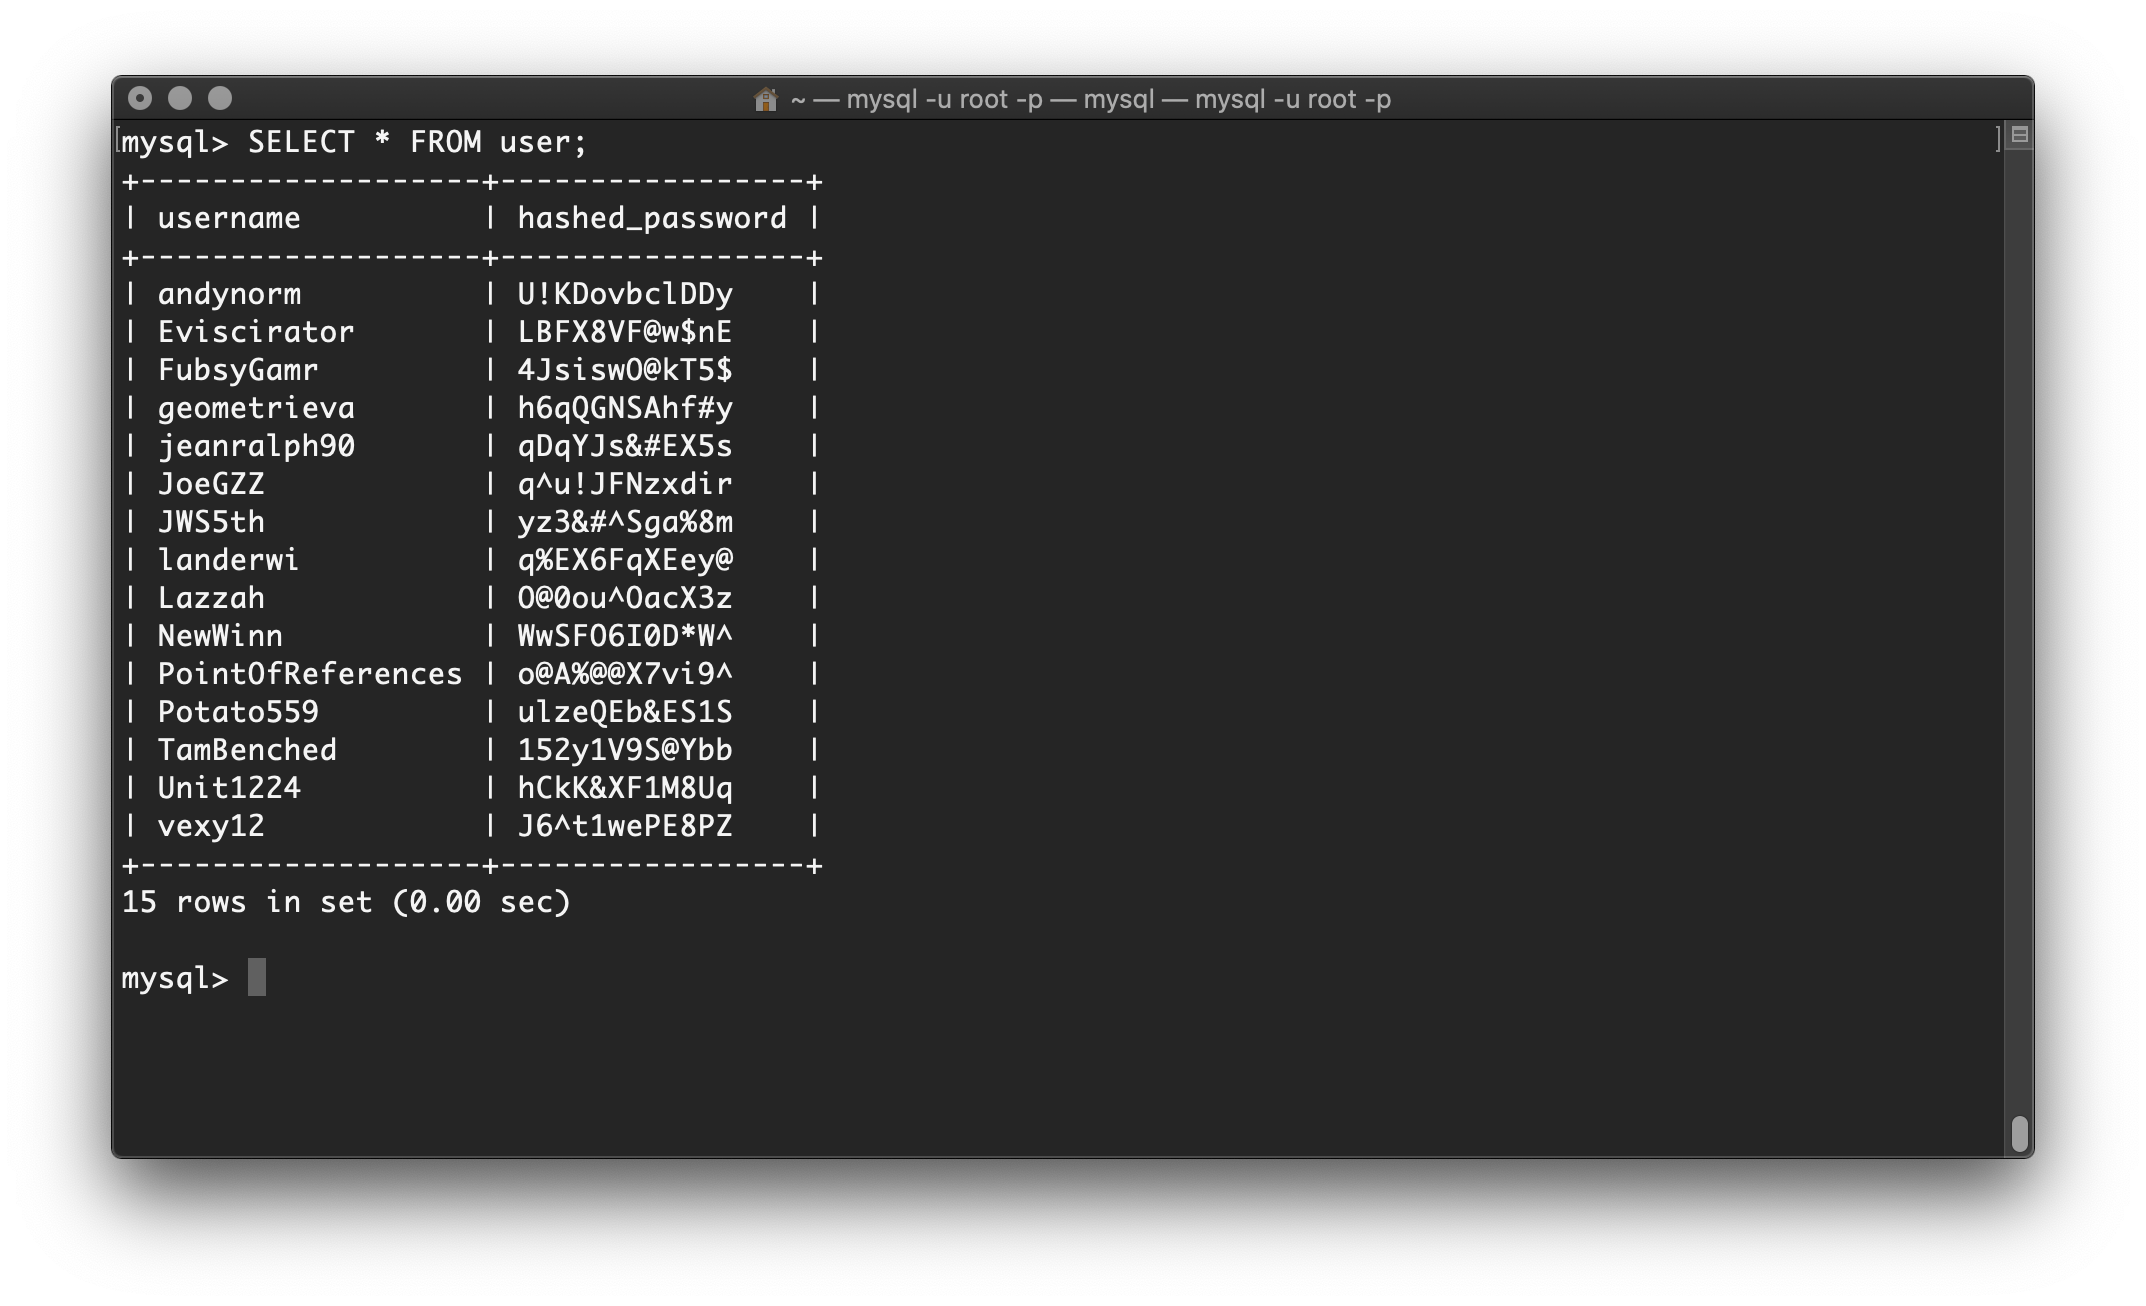 ~ — mysql -u root -p — mysql — mysql -u root -p
mysql> SELECT * FROM user;
+-------------------+-----------------+
| username          | hashed_password |
+-------------------+-----------------+
| andynorm          | U!KDovbclDDy    |
| Eviscirator       | LBFX8VF@w$nE    |
| FubsyGamr         | 4JsiswO@kT5$    |
| geometrieva       | h6qQGNSAhf#y    |
| jeanralph90       | qDqYJs&#EX5s    |
| JoeGZZ            | q^u!JFNzxdir    |
| JWS5th            | yz3&#^Sga%8m    |
| landerwi          | q%EX6FqXEey@    |
| Lazzah            | O@0ou^OacX3z    |
| NewWinn           | WwSFO6I0D*W^    |
| PointOfReferences | o@A%@@X7vi9^    |
| Potato559         | ulzeQEb&ES1S    |
| TamBenched        | 152y1V9S@Ybb    |
| Unit1224          | hCkK&XF1M8Uq    |
| vexy12            | J6^t1wePE8PZ    |
+-------------------+-----------------+
15 rows in set (0.00 sec)
mysql>